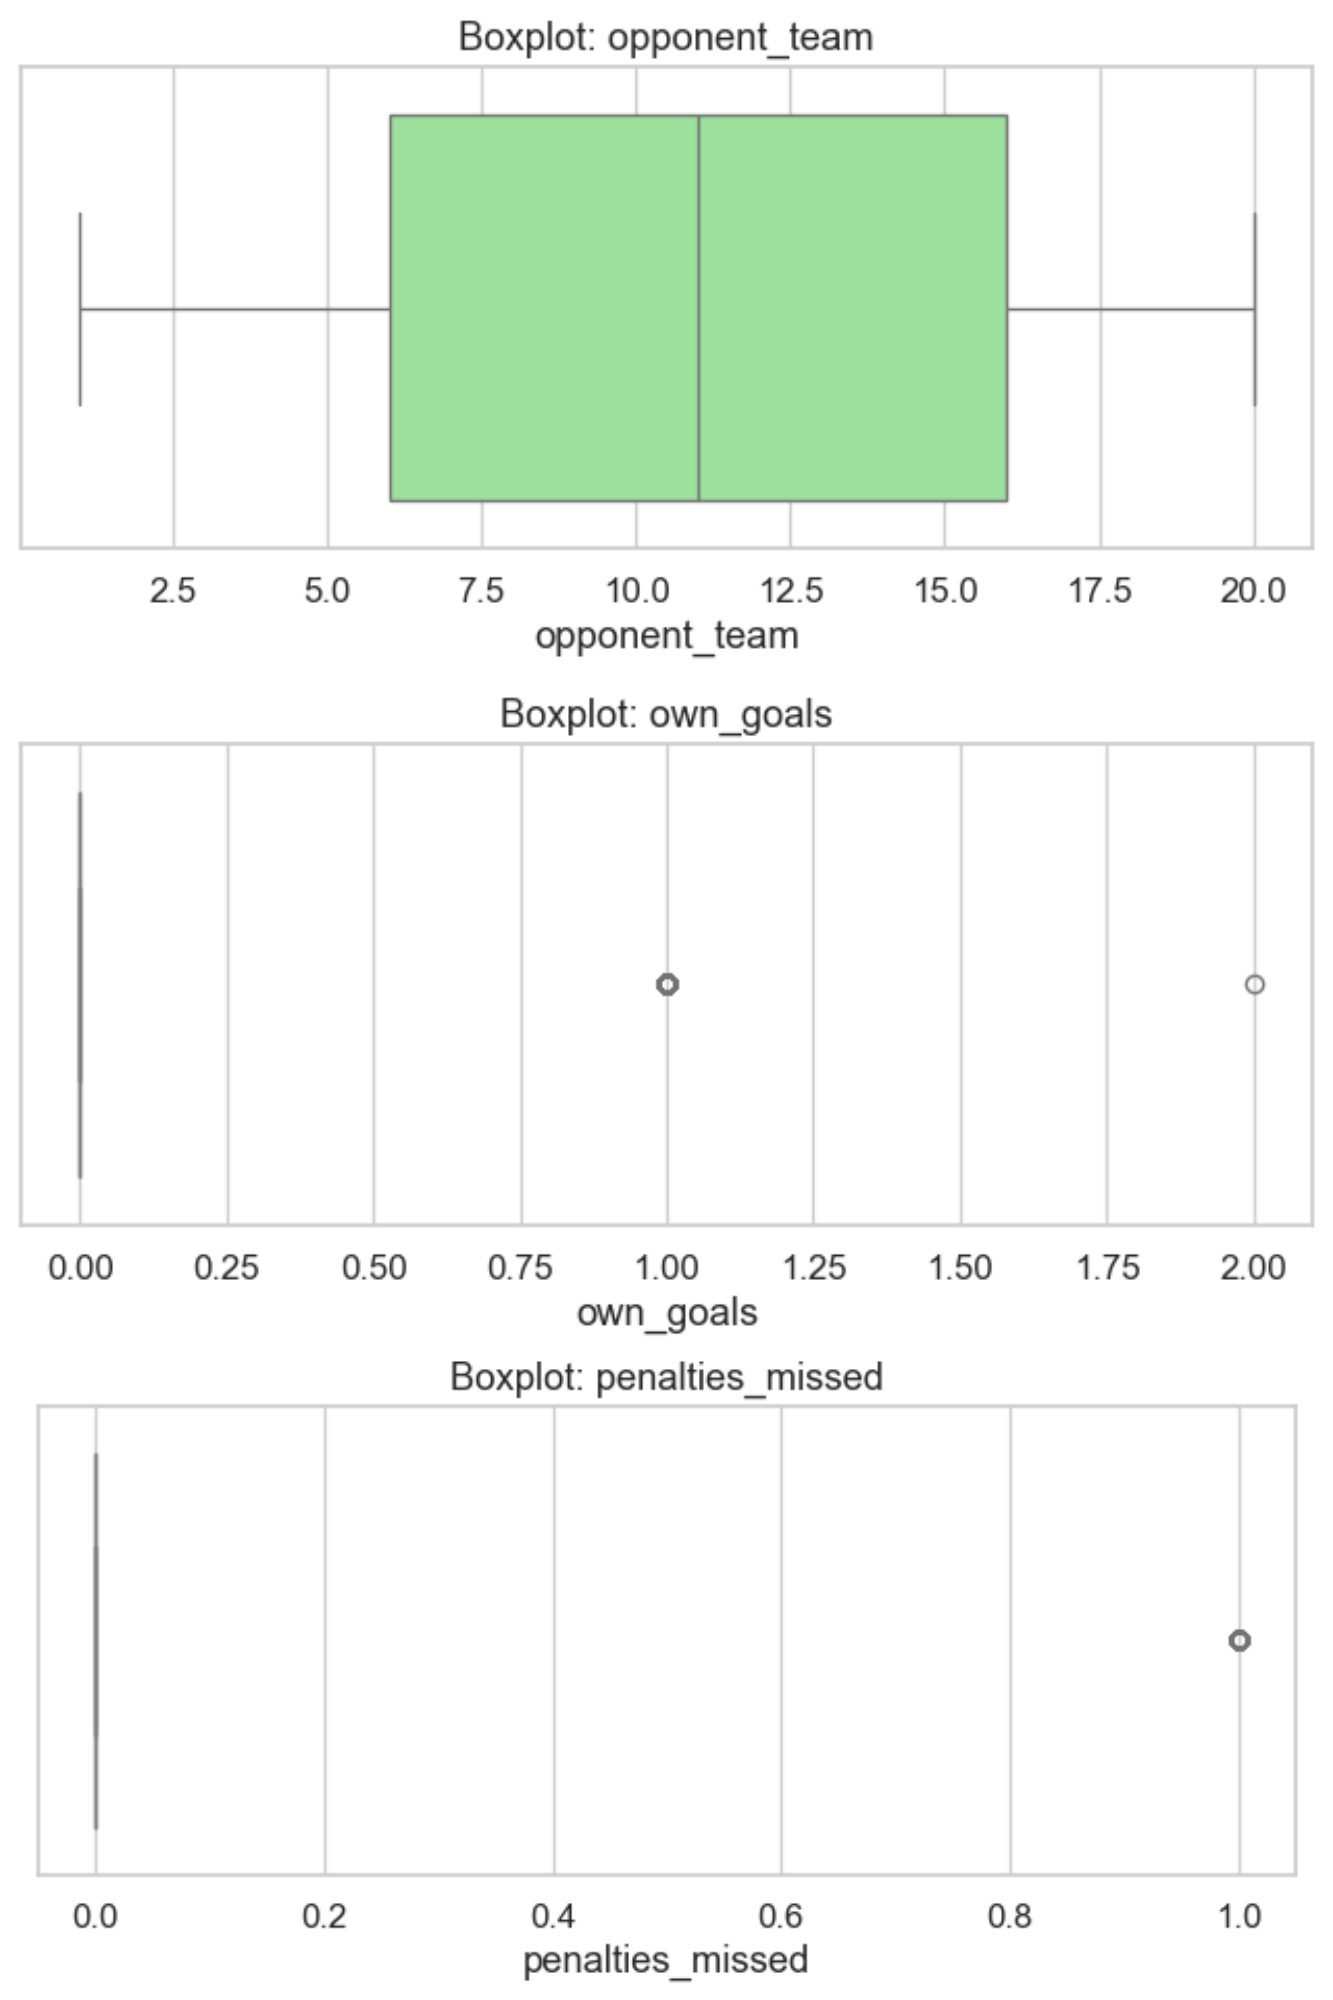 Boxplot: opponent_team
2.5 5.0 7.5 10.0 12.5 15.0 17.5 20.0
opponent_team
Boxplot: own_goals
0.00 0.25 0.50 0.75 1.00 1.25 1.50 1.75 2.00
own_goals
Boxplot: penalties_missed
0.0 0.2 0.4 0.6 0.8 1.0
penalties_missed